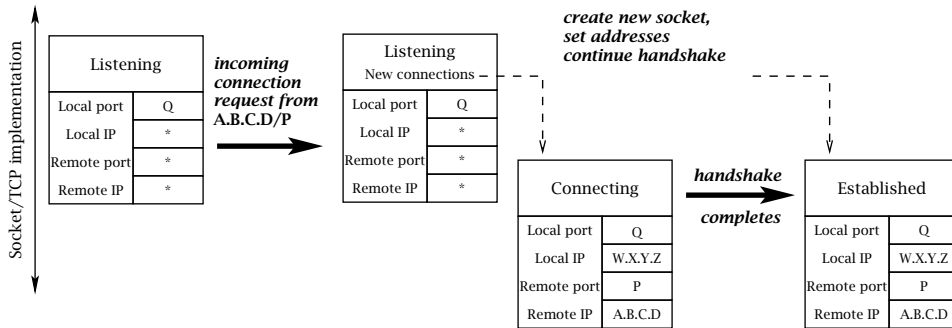 Socket/TCP implementation
Listening
Local port Q
Local IP *
Remote port *
Remote IP *
incoming
connection
request from
A.B.C.D/P
Listening
New connections
Local port Q
Local IP *
Remote port *
Remote IP *
create new socket,
set addresses
continue handshake
Connecting
Local port Q
Local IP W.X.Y.Z
Remote port P
Remote IP A.B.C.D
handshake
completes
Established
Local port Q
Local IP W.X.Y.Z
Remote port P
Remote IP A.B.C.D